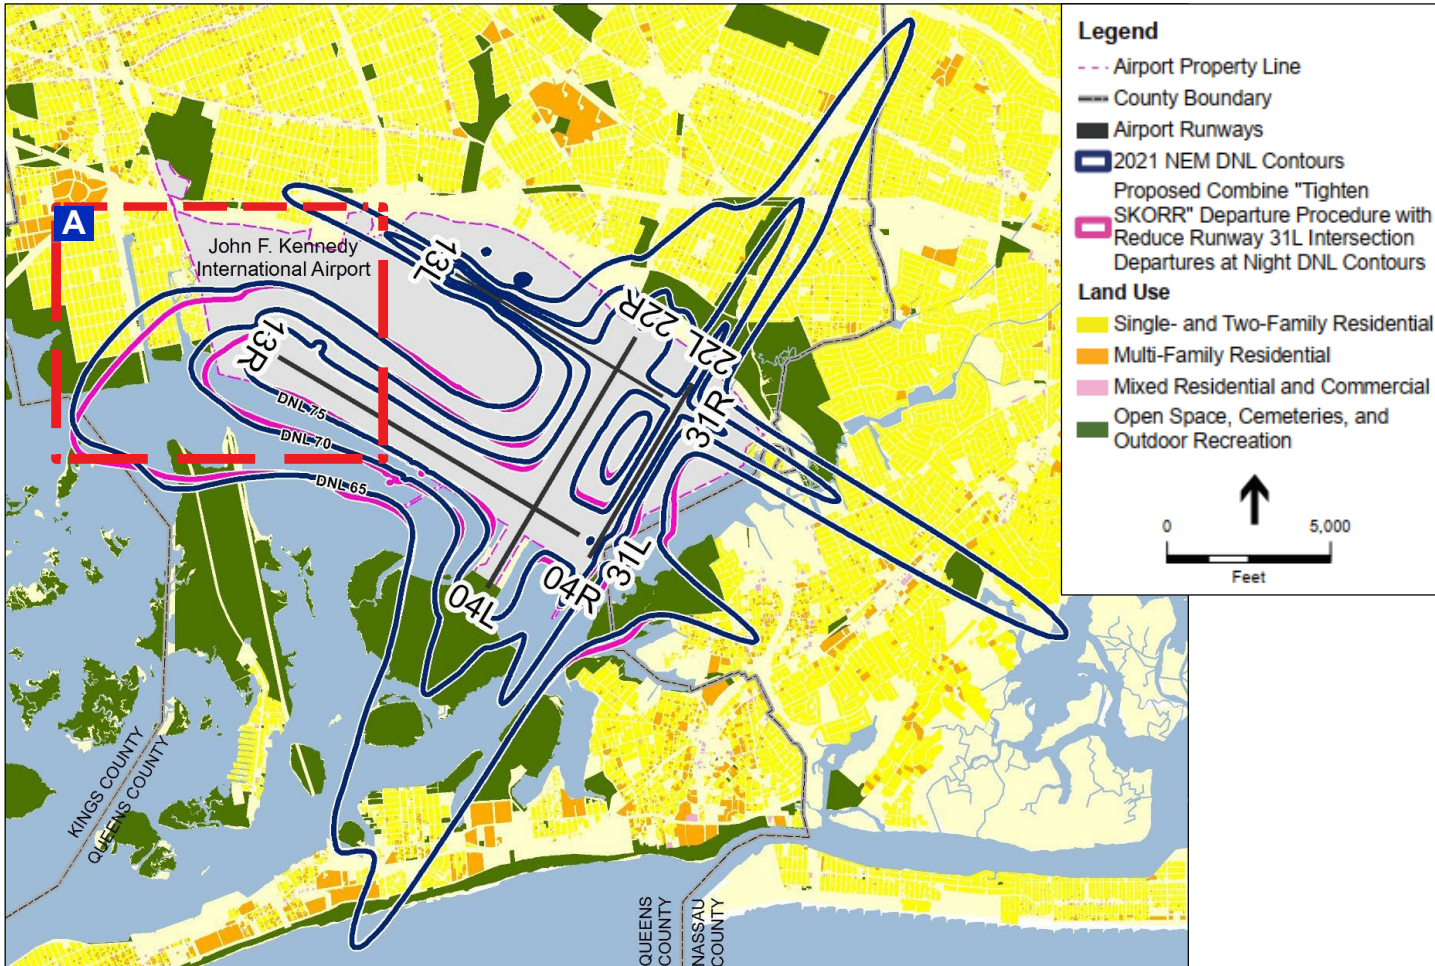 A
John F. Kennedy
International Airport
13L
13R
22R
22L
31R
31L
04R
04L
DNL 75
DNL 70
DNL 65
KINGS COUNTY
QUEENS COUNTY
QUEENS
COUNTY
NASSAU
COUNTY
Legend
Airport Property Line
County Boundary
Airport Runways
2021 NEM DNL Contours
Proposed Combine "Tighten
SKORR" Departure Procedure with
Reduce Runway 31L Intersection
Departures at Night DNL Contours
Land Use
Single- and Two-Family Residential
Multi-Family Residential
Mixed Residential and Commercial
Open Space, Cemeteries, and
Outdoor Recreation
0 5,000
Feet